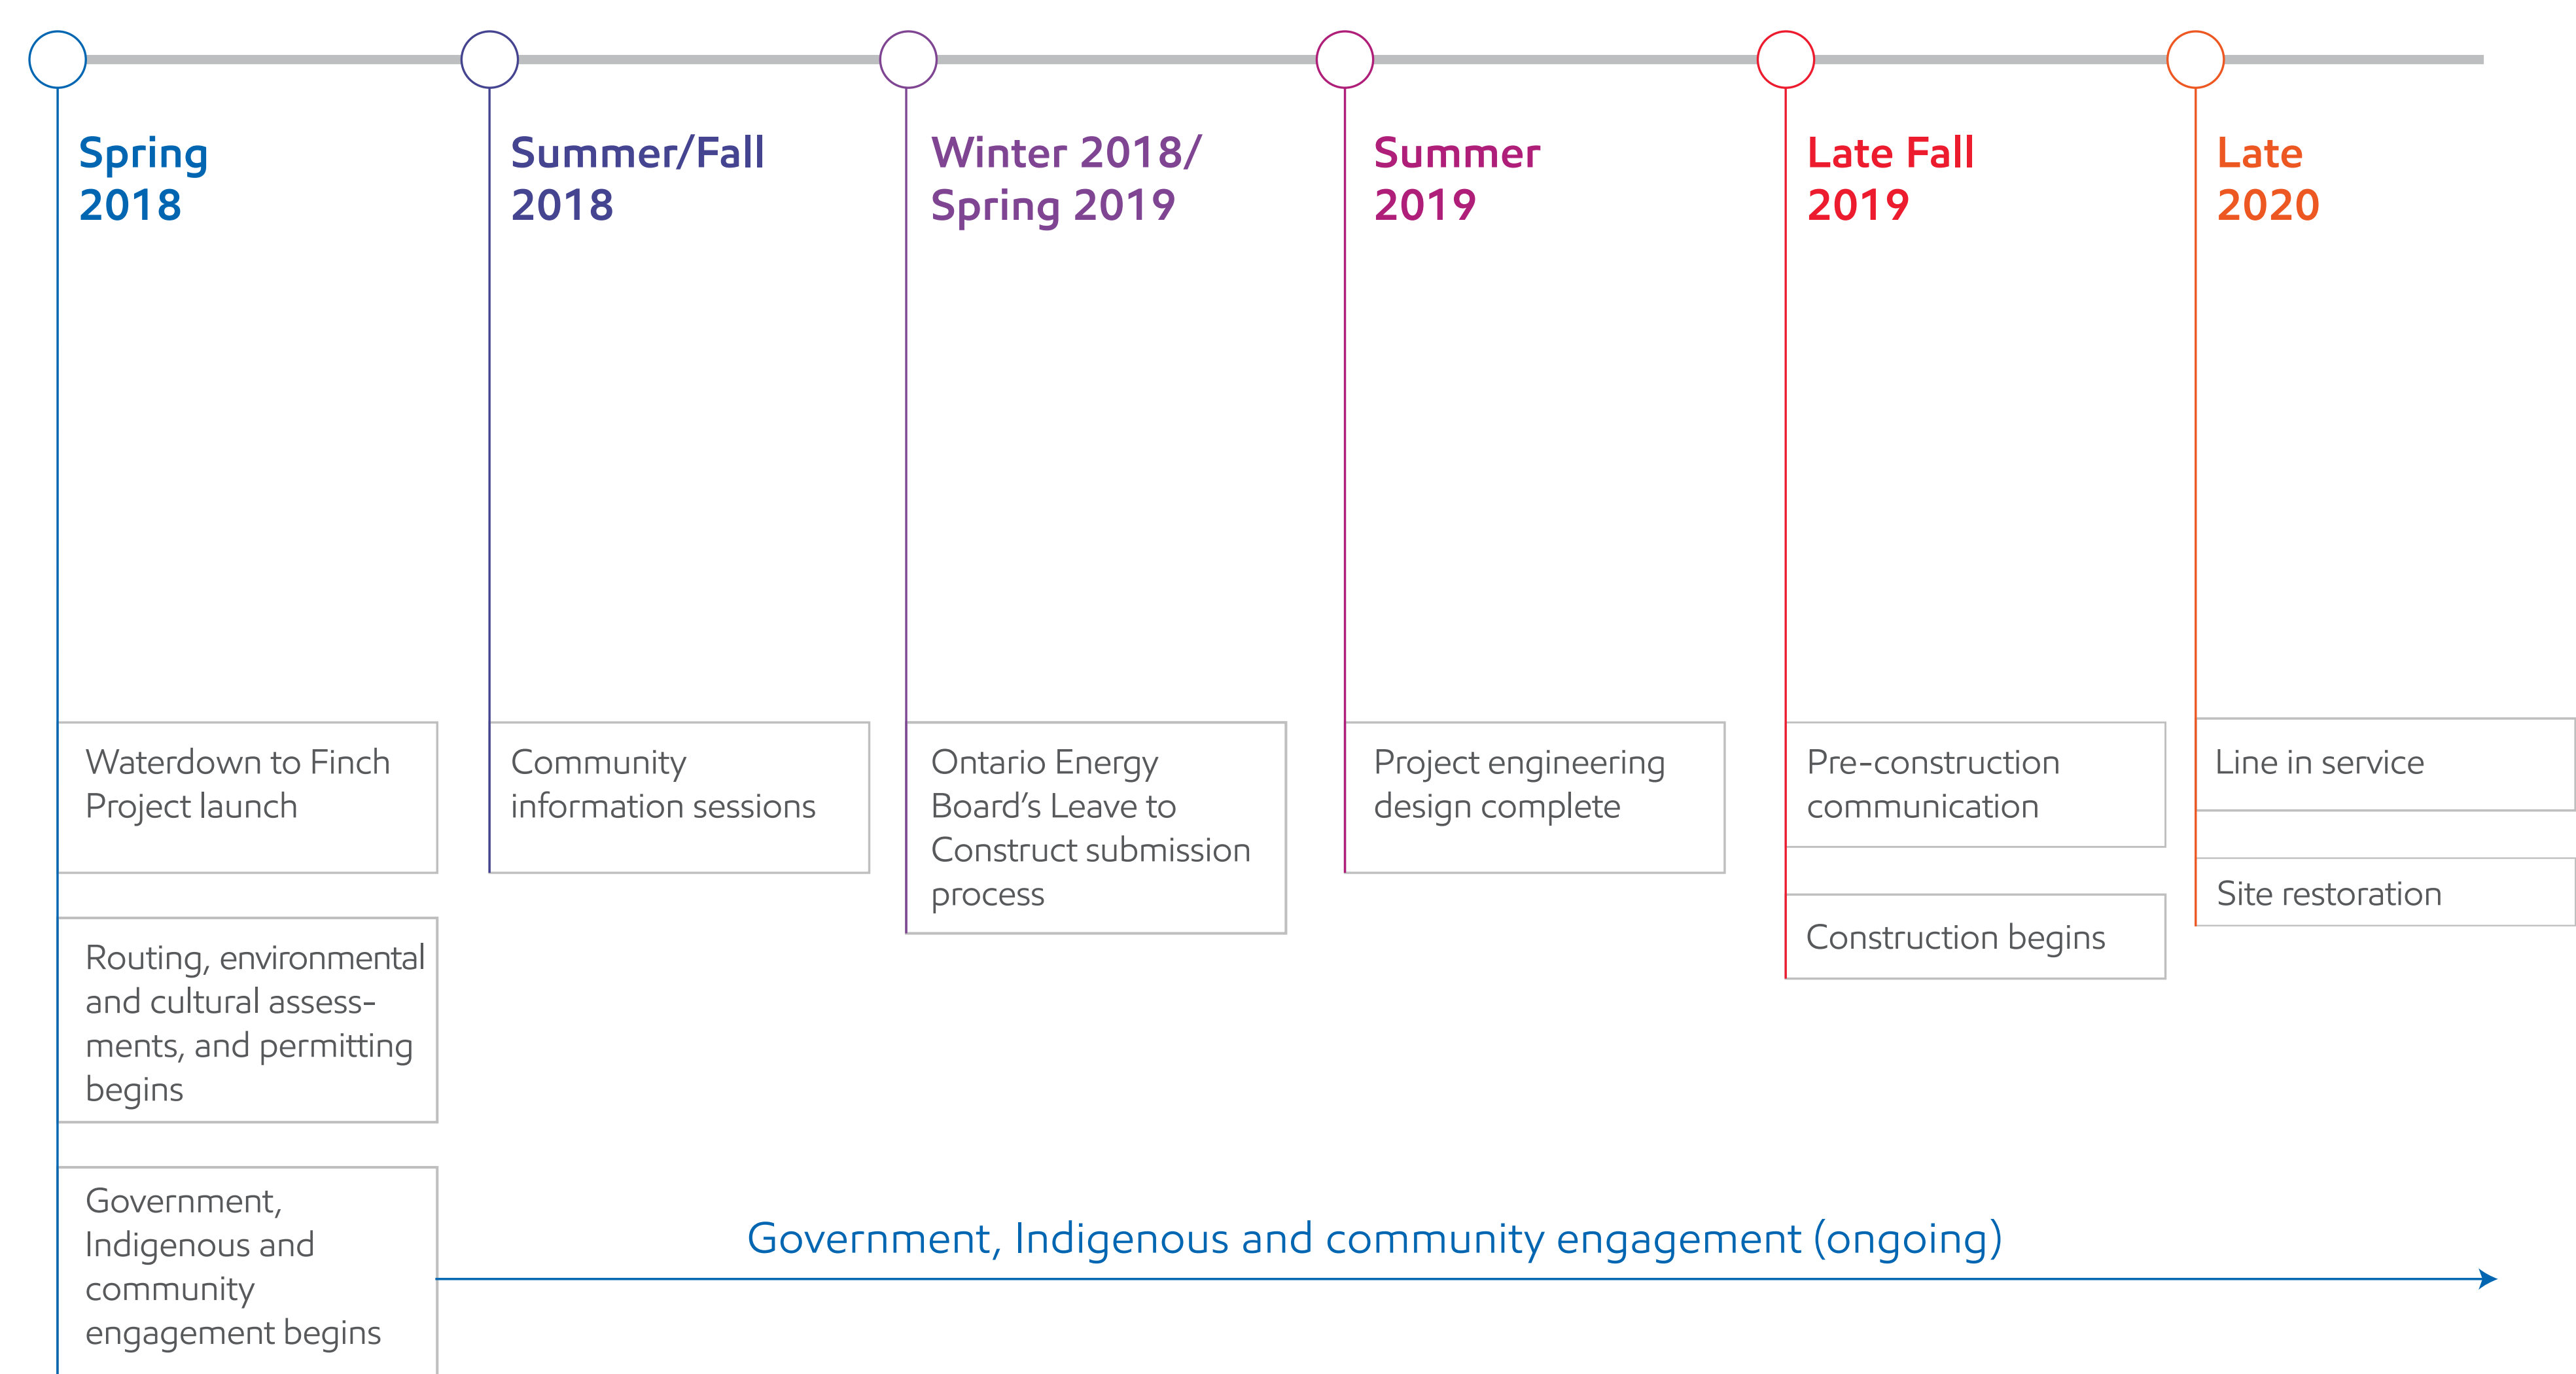 Spring
2018
Summer/Fall
2018
Winter 2018/
Spring 2019
Summer
2019
Late Fall
2019
Late
2020
Waterdown to Finch
Project launch
Routing, environmental
and cultural assess-
ments, and permitting
begins
Government,
Indigenous and
community
engagement begins
Community
information sessions
Ontario Energy
Board’s Leave to
Construct submission
process
Project engineering
design complete
Pre-construction
communication
Construction begins
Line in service
Site restoration
Government, Indigenous and community engagement (ongoing)